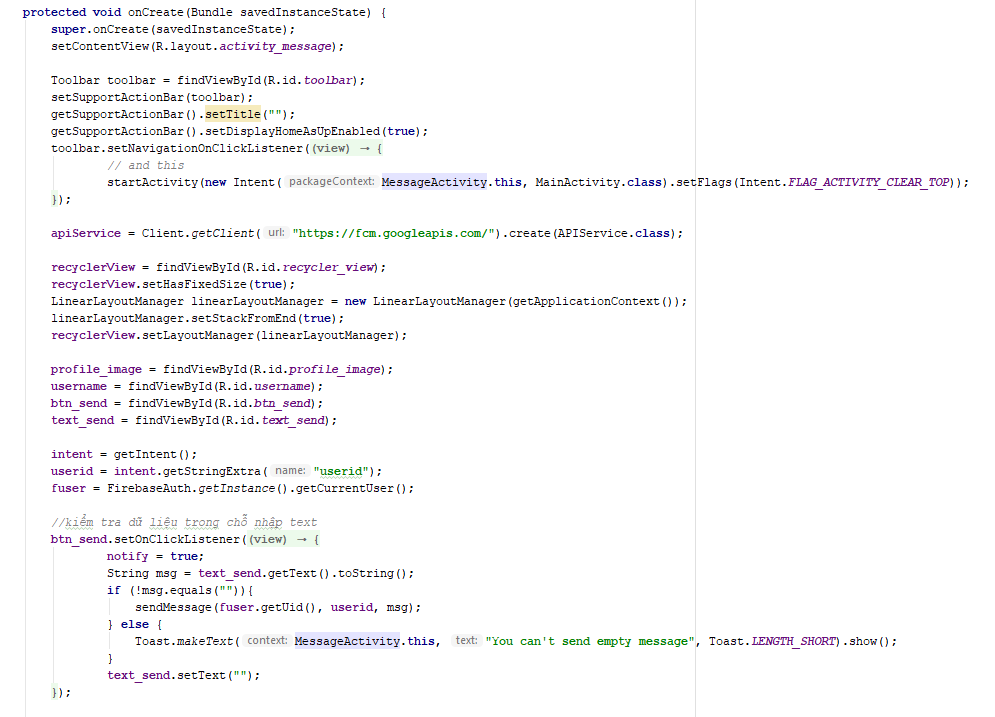 protected void onCreate(Bundle savedInstanceState) {
super.onCreate(savedInstanceState);
setContentView(R.layout.activity_message);
Toolbar toolbar = findViewById(R.id.toolbar);
setSupportActionBar(toolbar);
getSupportActionBar().setTitle("");
getSupportActionBar().setDisplayHomeAsUpEnabled(true);
toolbar.setNavigationOnClickListener((view) → {
// and this
startActivity(new Intent( packageContext: MessageActivity.this, MainActivity.class).setFlags(Intent.FLAG_ACTIVITY_CLEAR_TOP));
});
apiService = Client.getClient( url: "https://fcm.googleapis.com/").create(APIService.class);
recyclerView = findViewById(R.id.recycler_view);
recyclerView.setHasFixedSize(true);
LinearLayoutManager linearLayoutManager = new LinearLayoutManager(getApplicationContext());
linearLayoutManager.setStackFromEnd(true);
recyclerView.setLayoutManager(linearLayoutManager);
profile_image = findViewById(R.id.profile_image);
username = findViewById(R.id.username);
btn_send = findViewById(R.id.btn_send);
text_send = findViewById(R.id.text_send);
intent = getIntent();
userid = intent.getStringExtra( name: "userid");
fuser = FirebaseAuth.getInstance().getCurrentUser();
//kiểm tra dữ liệu trong chỗ nhập text
btn_send.setOnClickListener((view) → {
notify = true;
String msg = text_send.getText().toString();
if (!msg.equals("")){
sendMessage(fuser.getUid(), userid, msg);
} else {
Toast.makeText( context: MessageActivity.this, text: "You can't send empty message", Toast.LENGTH_SHORT).show();
}
text_send.setText("");
});